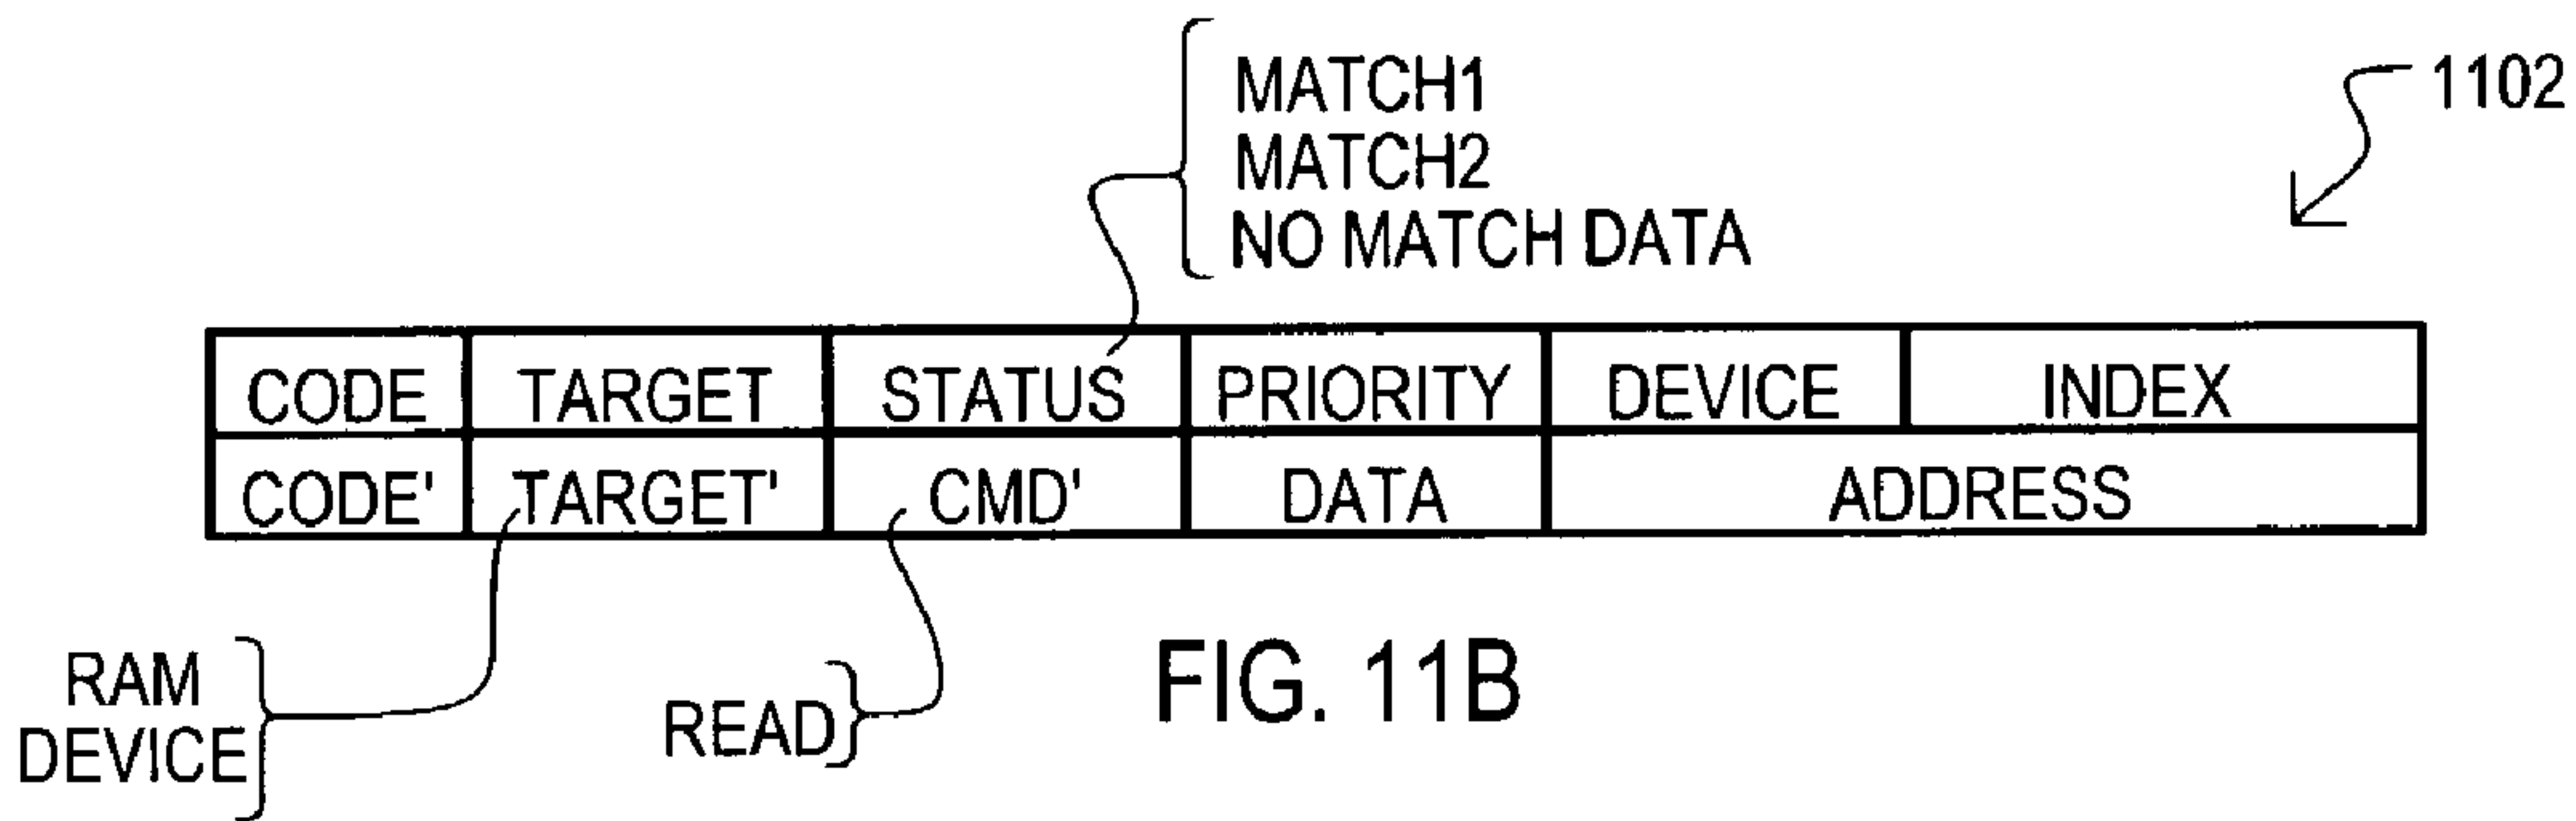 MATCH1
MATCH2
NO MATCH DATA
1102
CODE TARGET STATUS PRIORITY DEVICE INDEX
CODE' TARGET' CMD' DATA ADDRESS
RAM
DEVICE
READ
FIG. 11B